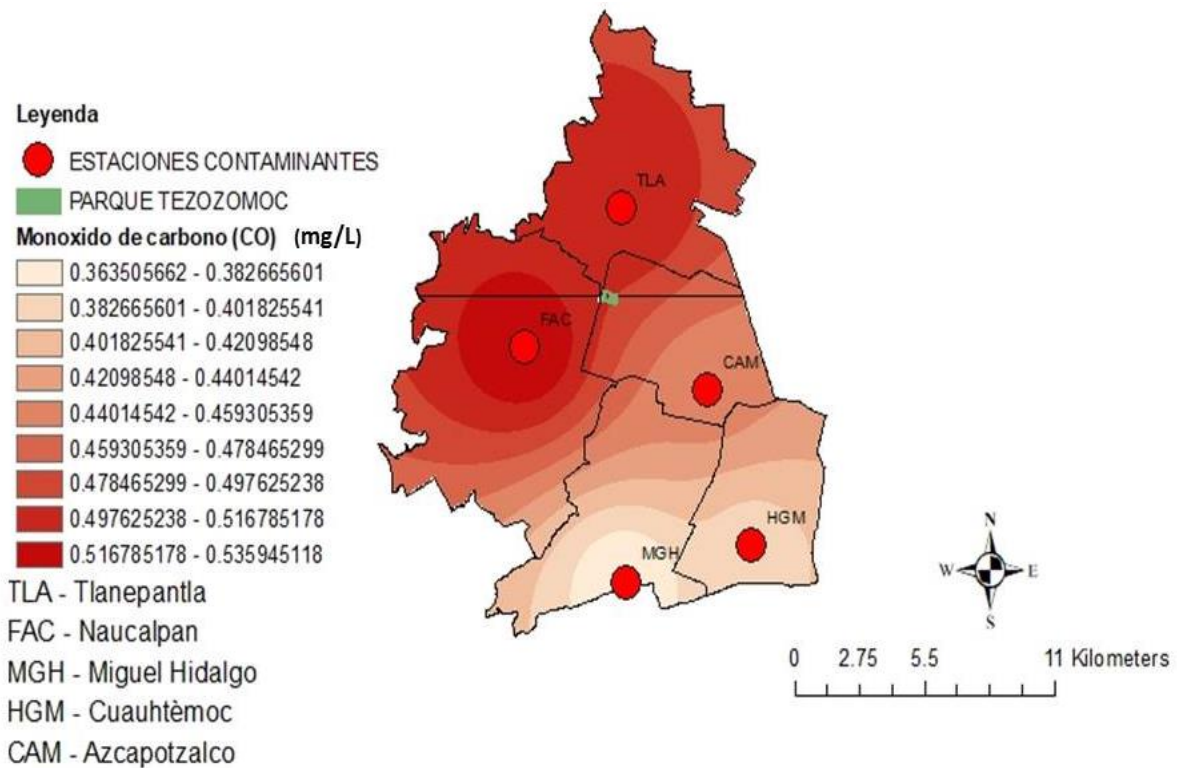 Leyenda
ESTACIONES CONTAMINANTES
PARQUE TEZOZOMOC
Monoxido de carbono (CO) (mg/L)
0.363505662 - 0.382665601
0.382665601 - 0.401825541
0.401825541 - 0.42098548
0.42098548 - 0.44014542
0.44014542 - 0.459305359
0.459305359 - 0.478465299
0.478465299 - 0.497625238
0.497625238 - 0.516785178
0.516785178 - 0.535945118
TLA - Tlanepantla
FAC - Naucalpan
MGH - Miguel Hidalgo
HGM - Cuauhtèmoc
CAM - Azcapotzalco
TLA
FAC
CAM
HGM
MGH
N
W E
S
0 2.75 5.5 11 Kilometers